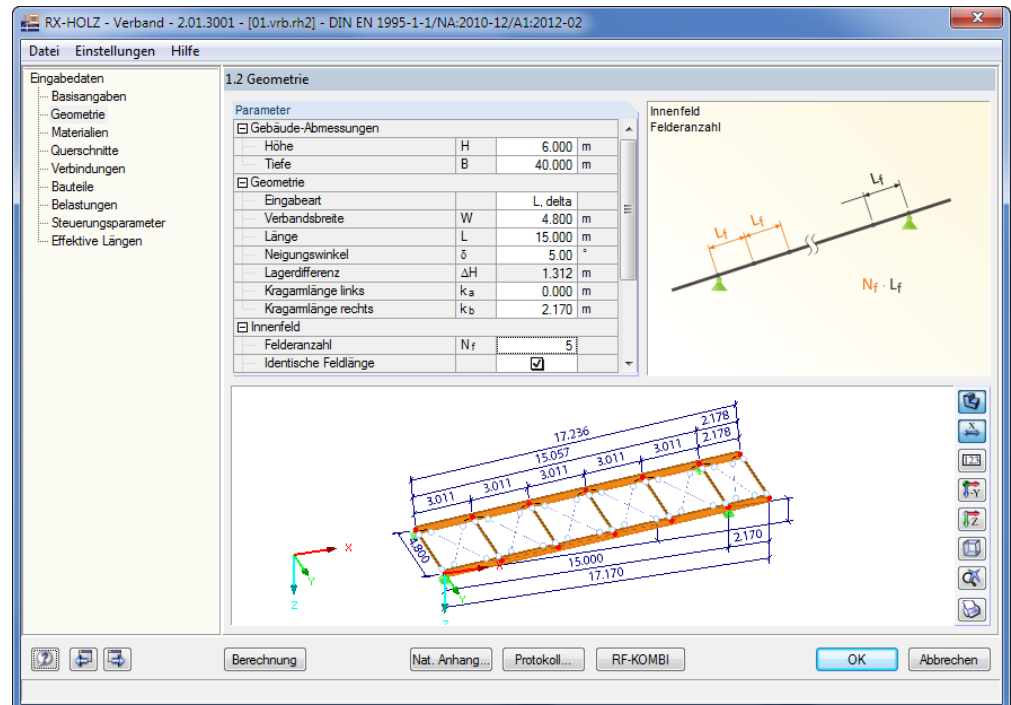 RX-HOLZ - Verband - 2.01.3001 - [01.vrb.rh2] - DIN EN 1995-1-1/NA:2010-12/A1:2012-02
Datei Einstellungen Hilfe
Eingabedaten
Basisangaben
Geometrie
Materialien
Querschnitte
Verbindungen
Bauteile
Belastungen
Steuerungsparameter
Effektive Längen
1.2 Geometrie
Parameter
Gebäude-Abmessungen
Höhe H 6.000 m
Tiefe B 40.000 m
Geometrie
Eingabeart L, delta
Verbandsbreite W 4.800 m
Länge L 15.000 m
Neigungswinkel δ 5.00 °
Lagerdifferenz ΔH 1.312 m
Kragamlänge links ka 0.000 m
Kragamlänge rechts kb 2.170 m
Innenfeld
Felderanzahl Nf 5
Identische Feldlänge
Innenfeld
Felderanzahl
Lf
Lf
Lf
Nf · Lf
17.236
2.178
15.057
2.178
3.011
3.011
3.011
3.011
3.011
4.800
2.170
15.000
17.170
X
Y
Z
X
Y
Z
X
123
-Y
Z
Berechnung
Nat. Anhang...
Protokoll...
RF-KOMBI
OK
Abbrechen